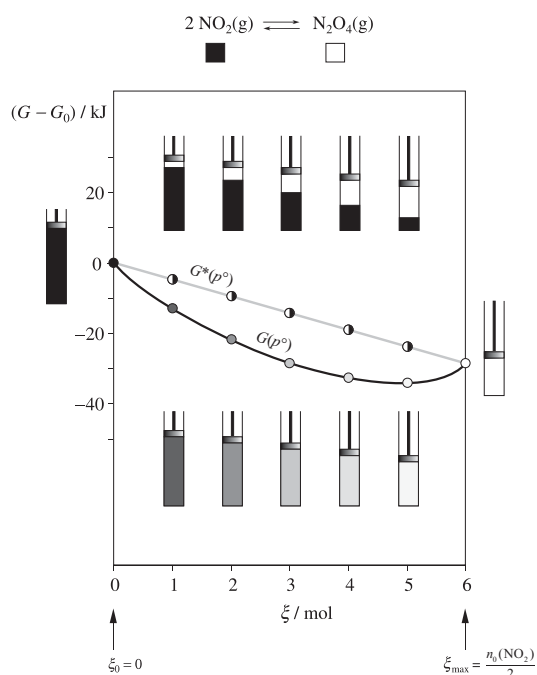 2 NO₂(g) ⇌ N₂O₄(g)
(G – G₀) / kJ
20
0
−20
−40
G*(p°)
G(p°)
0 1 2 3 4 5 6
ξ / mol
ξ₀ = 0
ξmax = n₀(NO₂)/2